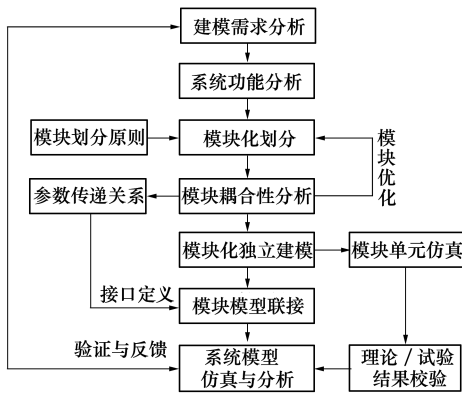 建模需求分析
系统功能分析
模块划分原则
模块化划分
模块优化
参数传递关系
模块耦合性分析
模块化独立建模
模块单元仿真
接口定义
模块模型联接
验证与反馈
系统模型
仿真与分析
理论/试验
结果校验